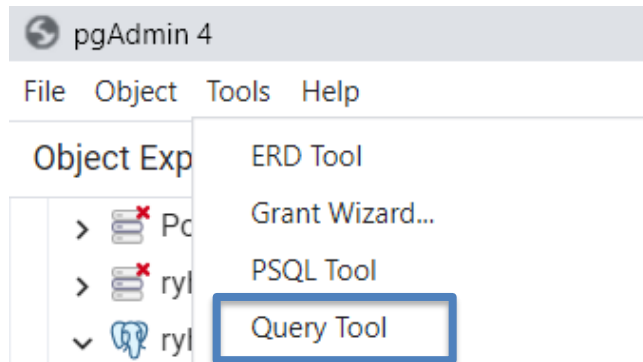 pgAdmin 4
File Object Tools Help
Object Exp
ERD Tool
Grant Wizard...
PSQL Tool
Query Tool